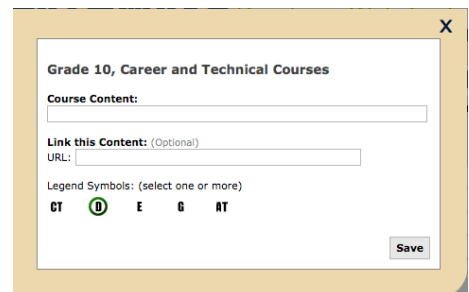 X
Grade 10, Career and Technical Courses
Course Content:
Link this Content: (Optional)
URL:
Legend Symbols: (select one or more)
CT D E G AT
Save